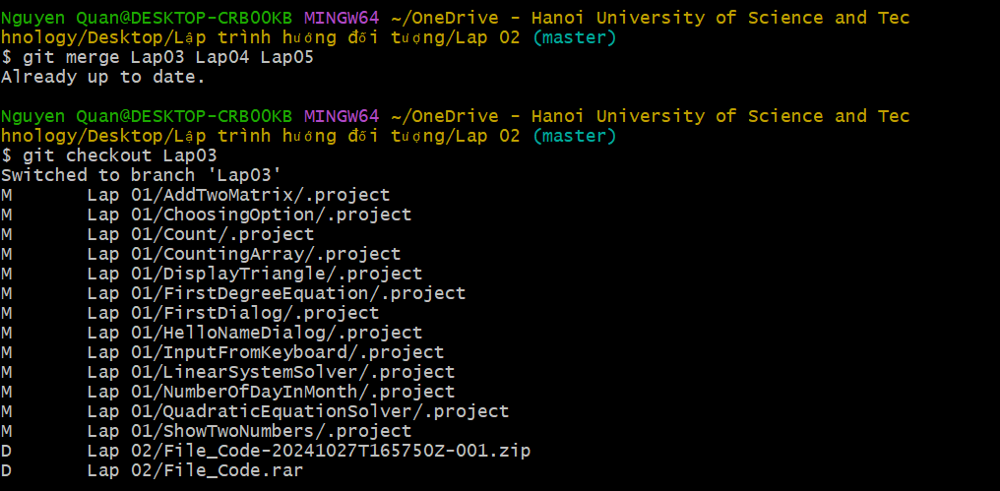 Nguyen Quan@DESKTOP-CRB00KB MINGW64 ~/OneDrive - Hanoi University of Science and Tec
hnology/Desktop/Lập trình hướng đối tượng/Lap 02 (master)
$ git merge Lap03 Lap04 Lap05
Already up to date.
Nguyen Quan@DESKTOP-CRB00KB MINGW64 ~/OneDrive - Hanoi University of Science and Tec
hnology/Desktop/Lập trình hướng đối tượng/Lap 02 (master)
$ git checkout Lap03
Switched to branch 'Lap03'
M       Lap 01/AddTwoMatrix/.project
M       Lap 01/ChoosingOption/.project
M       Lap 01/Count/.project
M       Lap 01/CountingArray/.project
M       Lap 01/DisplayTriangle/.project
M       Lap 01/FirstDegreeEquation/.project
M       Lap 01/FirstDialog/.project
M       Lap 01/HelloNameDialog/.project
M       Lap 01/InputFromKeyboard/.project
M       Lap 01/LinearSystemSolver/.project
M       Lap 01/NumberOfDayInMonth/.project
M       Lap 01/QuadraticEquationSolver/.project
M       Lap 01/ShowTwoNumbers/.project
D       Lap 02/File_Code-20241027T165750Z-001.zip
D       Lap 02/File_Code.rar